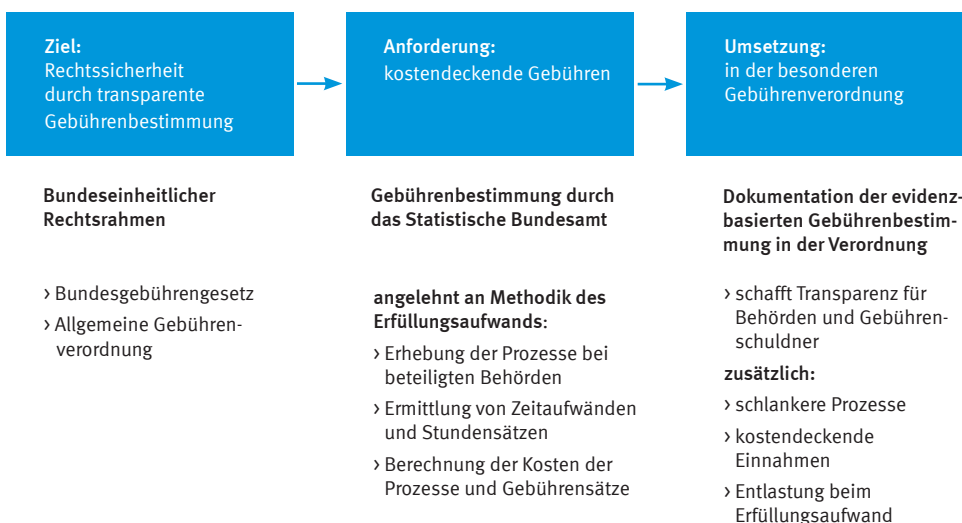 Ziel:
Rechtssicherheit
durch transparente
Gebührenbestimmung
Anforderung:
kostendeckende Gebühren
Umsetzung:
in der besonderen
Gebührenverordnung
Bundeseinheitlicher
Rechtsrahmen
› Bundesgebührengesetz
› Allgemeine Gebühren-
verordnung
Gebührenbestimmung durch
das Statistische Bundesamt
angelehnt an Methodik des
Erfüllungsaufwands:
› Erhebung der Prozesse bei
beteiligten Behörden
› Ermittlung von Zeitaufwänden
und Stundensätzen
› Berechnung der Kosten der
Prozesse und Gebührensätze
Dokumentation der evidenz-
basierten Gebührenbestim-
mung in der Verordnung
› schafft Transparenz für
Behörden und Gebühren-
schuldner
zusätzlich:
› schlankere Prozesse
› kostendeckende
Einnahmen
› Entlastung beim
Erfüllungsaufwand